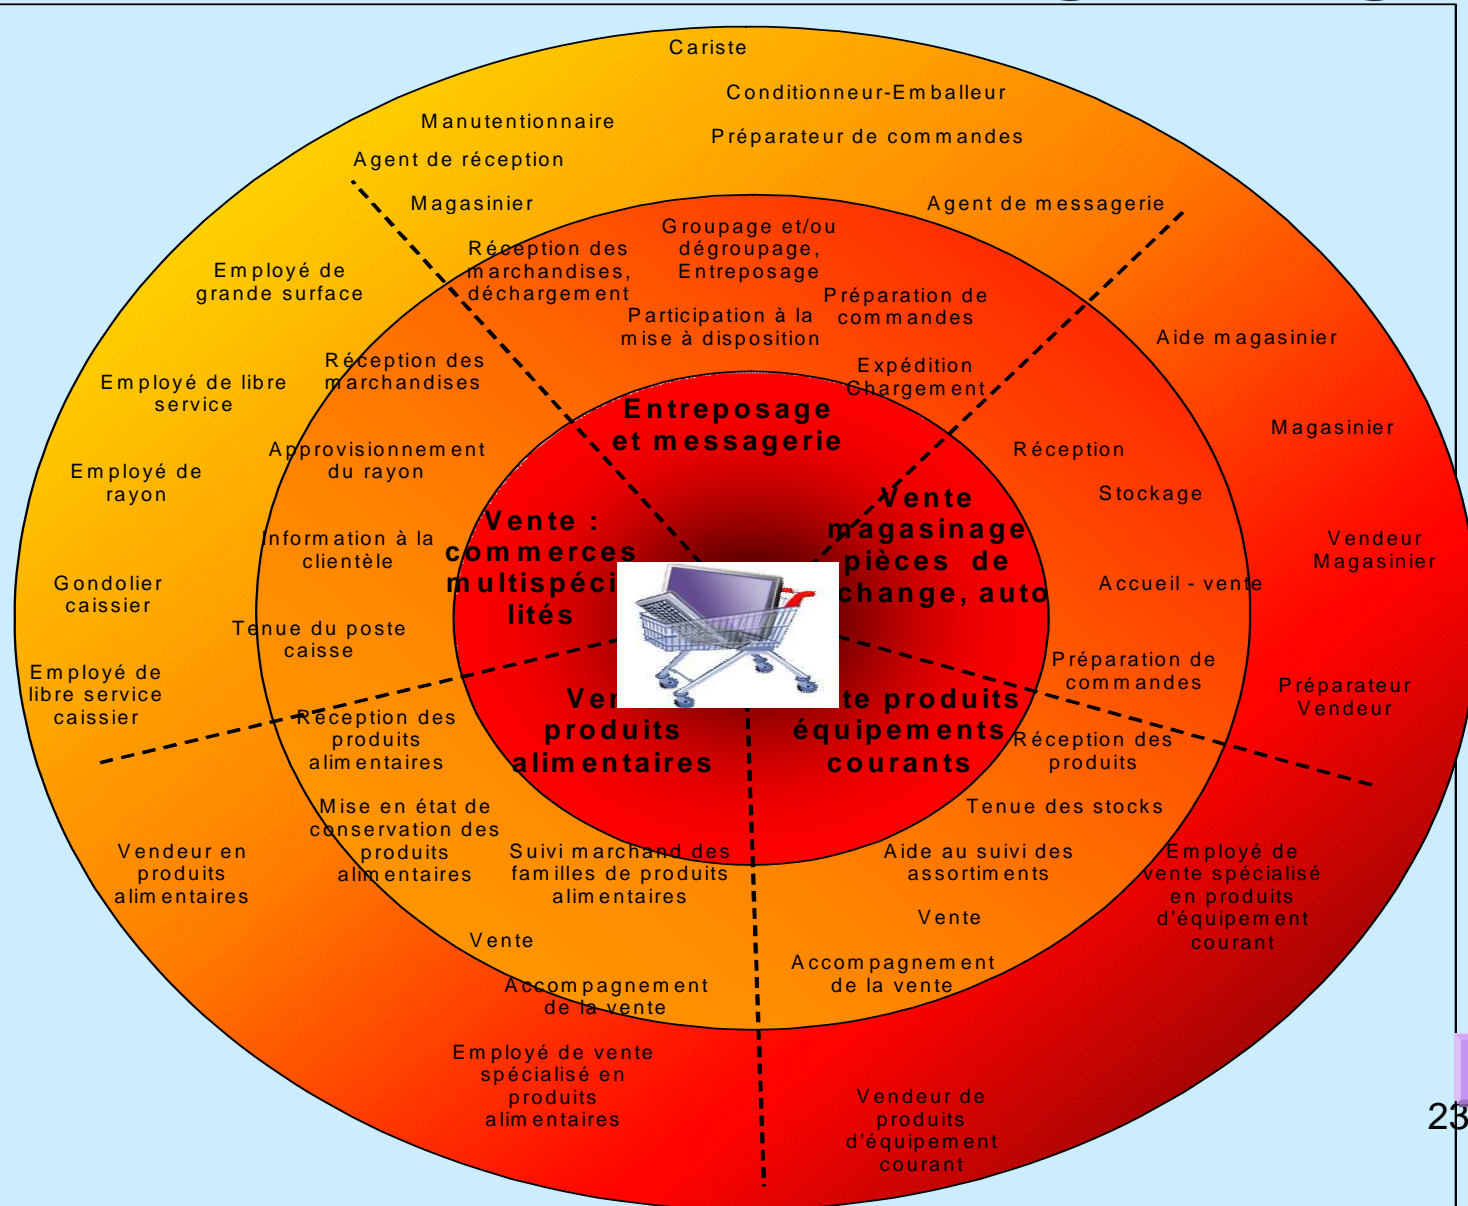 Cariste
Conditionneur-Emballeur
Manutentionnaire
Préparateur de commandes
Agent de réception
Magasinier
Agent de messagerie
Réception des
marchandises,
déchargement
Groupage et/ou
dégroupage,
Entreposage
Participation à la
mise à disposition
Préparation de
commandes
Expédition
Chargement
Entreposage
et messagerie
Employé de
grande surface
Employé de libre
service
Employé de
rayon
Gondolier
caissier
Employé de
libre service
caissier
Réception des
marchandises
Approvisionnement
du rayon
Information à la
clientèle
Tenue du poste
caisse
Vente :
commerces
multispéci
lités
Vente
magasinage
pièces de
change, auto
Réception
Stockage
Accueil - vente
Préparation de
commandes
Aide magasinier
Magasinier
Vendeur
Magasinier
Préparateur
Vendeur
produits
alimentaires
Réception des
produits
alimentaires
Mise en état de
conservation des
produits
alimentaires
Suivi marchand des
familles de produits
alimentaires
Vente
Accompagnement
de la vente
Vendeur en
produits
alimentaires
Employé de vente
spécialisé en
produits
alimentaires
te produits
équipements
courants
Réception des
produits
Tenue des stocks
Aide au suivi des
assortiments
Vente
Accompagnement
de la vente
Employé de
vente spécialisé
en produits
d'équipement
courant
Vendeur de
produits
d'équipement
courant
23